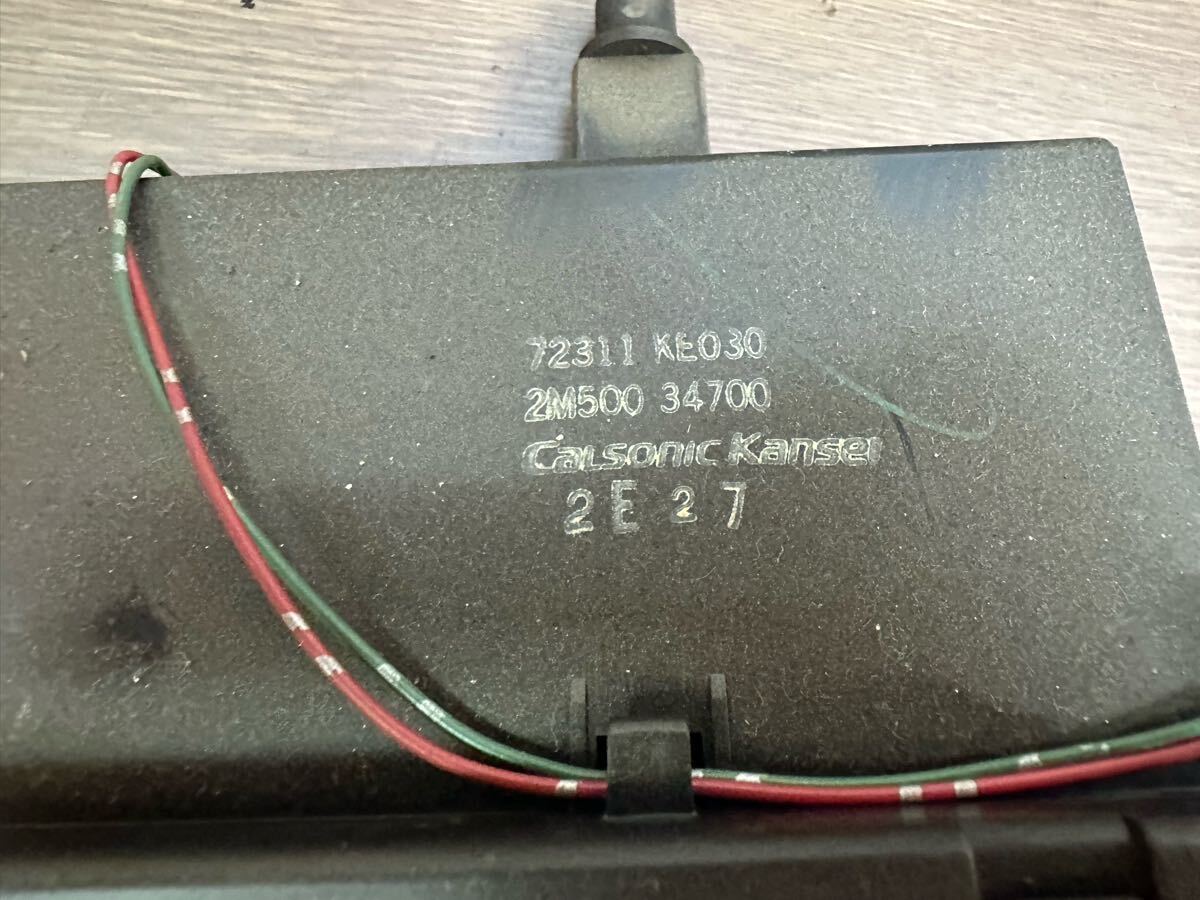 72311 KE030
2M500 34700
CALSONIC KANSEI
2E27